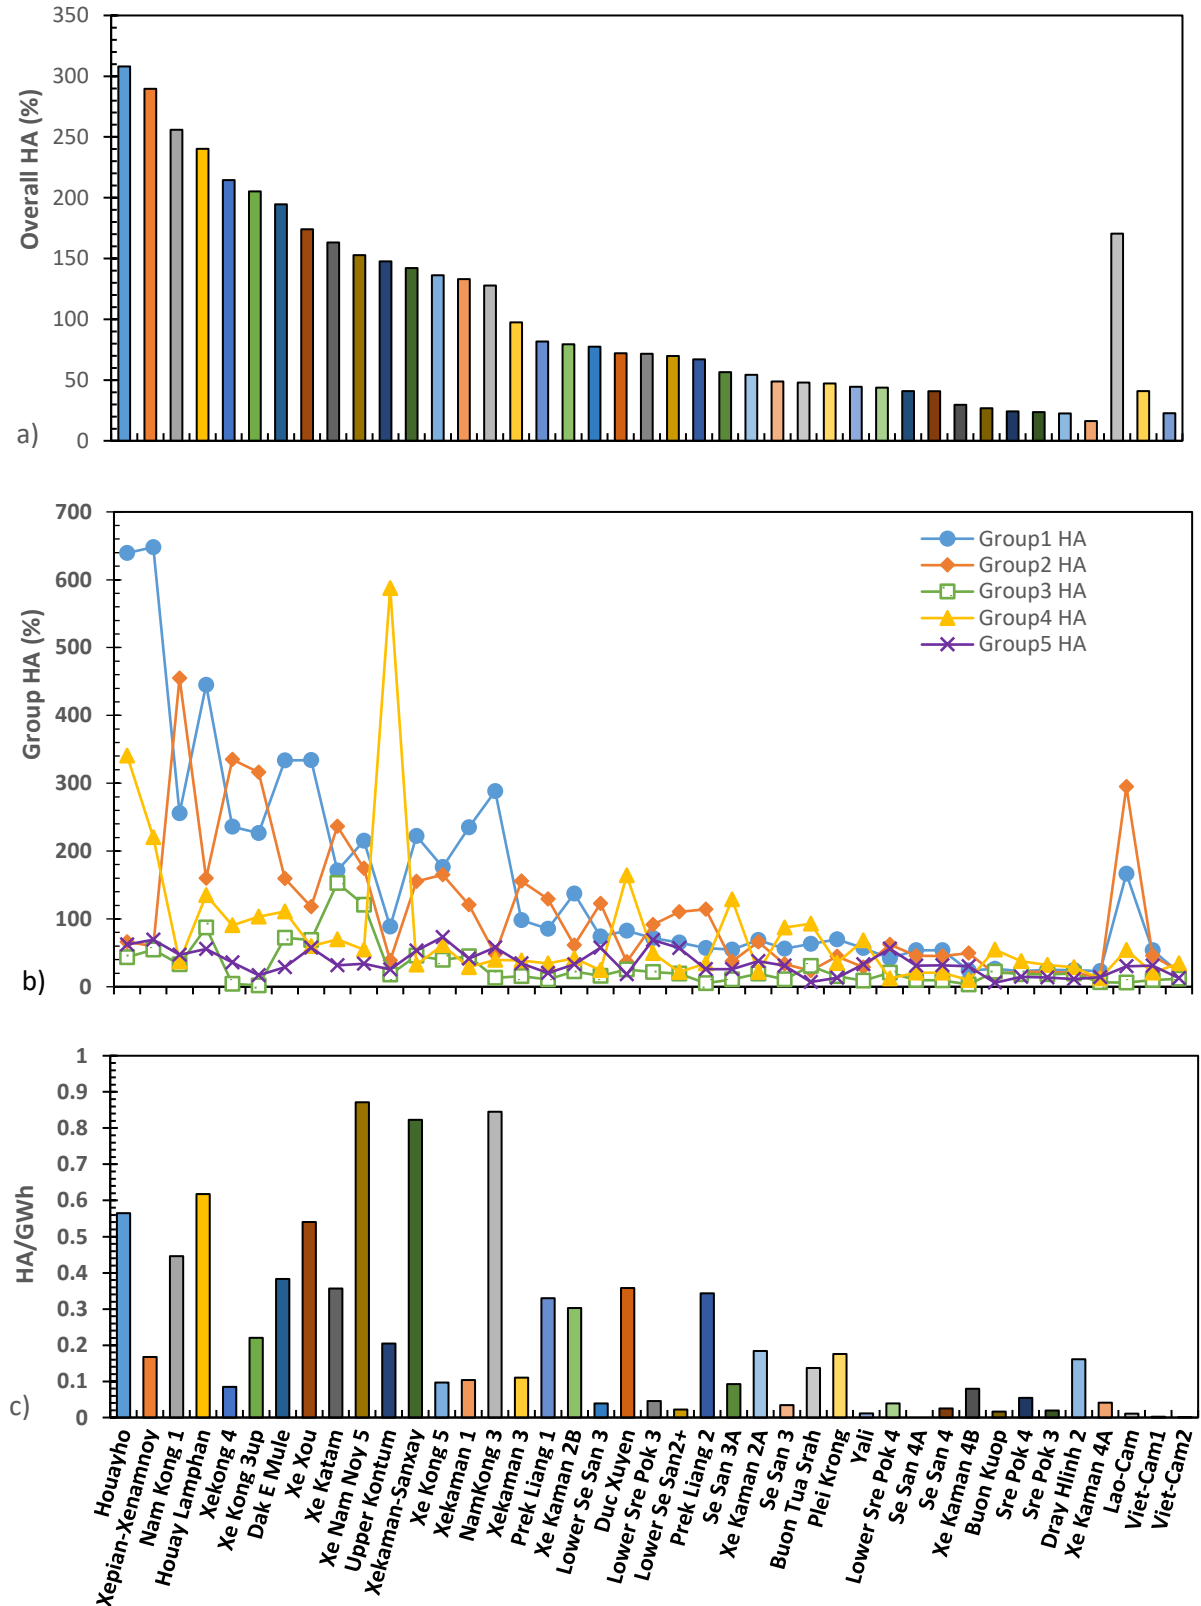 350
300
250
200
150
100
50
0
Overall HA (%)
a)
700
600
500
400
300
200
100
0
Group HA (%)
b)
Group1 HA
Group2 HA
Group3 HA
Group4 HA
Group5 HA
1
0.9
0.8
0.7
0.6
0.5
0.4
0.3
0.2
0.1
0
HA/GWh
c)
Houayho
Xepian-Xenamnoy
Nam Kong 1
Houay Lamphan
Xekong 4
Xe Kong 3up
Dak E Mule
Xe Xou
Xe Katam
Xe Nam Noy 5
Upper Kontum
Xekaman-Sanxay
Xe Kong 5
Xekaman 1
NamKong 3
Xekaman 3
Prek Liang 1
Xe Kaman 2B
Lower Se San 3
Duc Xuyen
Lower Sre Pok 3
Lower Se San2+
Prek Liang 2
Se San 3A
Xe Kaman 2A
Se San 3
Buon Tua Srah
Plei Krong
Yali
Lower Sre Pok 4
Se San 4A
Se San 4
Xe Kaman 4B
Buon Kuop
Sre Pok 4
Sre Pok 3
Dray Hlinh 2
Xe Kaman 4A
Lao-Cam
Viet-Cam1
Viet-Cam2